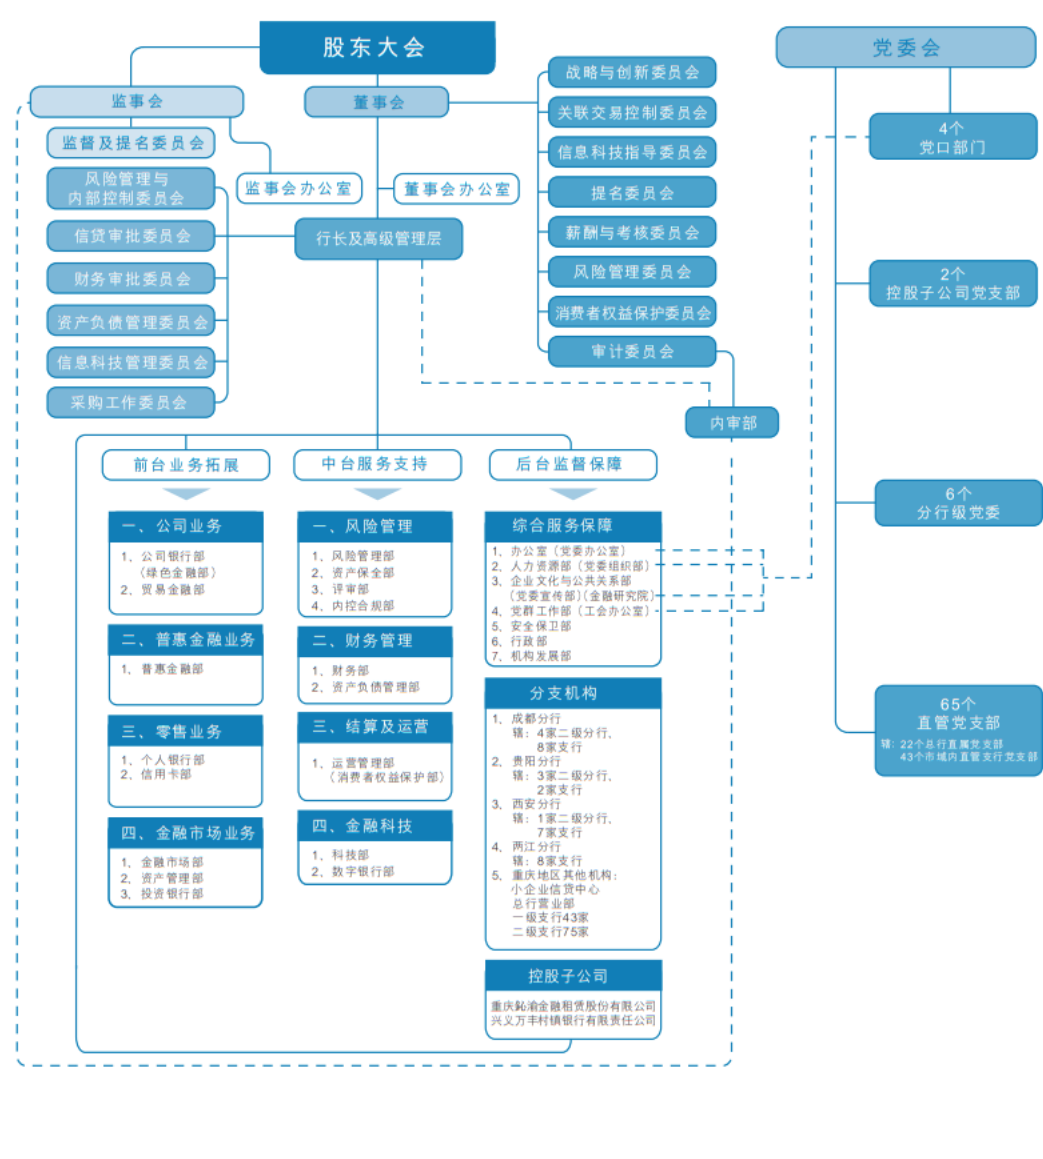 股东大会
党委会
监事会
董事会
战略与创新委员会
关联交易控制委员会
信息科技指导委员会
提名委员会
薪酬与考核委员会
风险管理委员会
消费者权益保护委员会
审计委员会
内审部
监督及提名委员会
监事会办公室
董事会办公室
行长及高级管理层
风险管理与
内部控制委员会
信贷审批委员会
财务审批委员会
资产负债管理委员会
信息科技管理委员会
采购工作委员会
4个
党口部门
2个
控股子公司党支部
6个
分行级党委
65个
直管党支部
辖：22个总行直属党支部
43个市域内直管支行党支部
前台业务拓展
一、公司业务
1、公司银行部
（绿色金融部）
2、贸易金融部
二、普惠金融业务
1、普惠金融部
三、零售业务
1、个人银行部
2、信用卡部
四、金融市场业务
1、金融市场部
2、资产管理部
3、投资银行部
中台服务支持
一、风险管理
1、风险管理部
2、资产保全部
3、评审部
4、内控合规部
二、财务管理
1、财务部
2、资产负债管理部
三、结算及运营
1、运营管理部
（消费者权益保护部）
四、金融科技
1、科技部
2、数字银行部
后台监督保障
综合服务保障
1、办公室（党委办公室）
2、人力资源部（党委组织部）
3、企业文化与公共关系部
（党委宣传部）（金融研究院）
4、党群工作部（工会办公室）
5、安全保卫部
6、行政部
7、机构发展部
分支机构
1、成都分行
辖：4家二级分行，
8家支行
2、贵阳分行
辖：3家二级分行，
2家支行
3、西安分行
辖：1家二级分行，
7家支行
4、两江分行
辖：8家支行
5、重庆地区其他机构：
小企业信贷中心
总行营业部
一级支行43家
二级支行75家
控股子公司
重庆鈊渝金融租赁股份有限公司
兴义万丰村镇银行有限责任公司